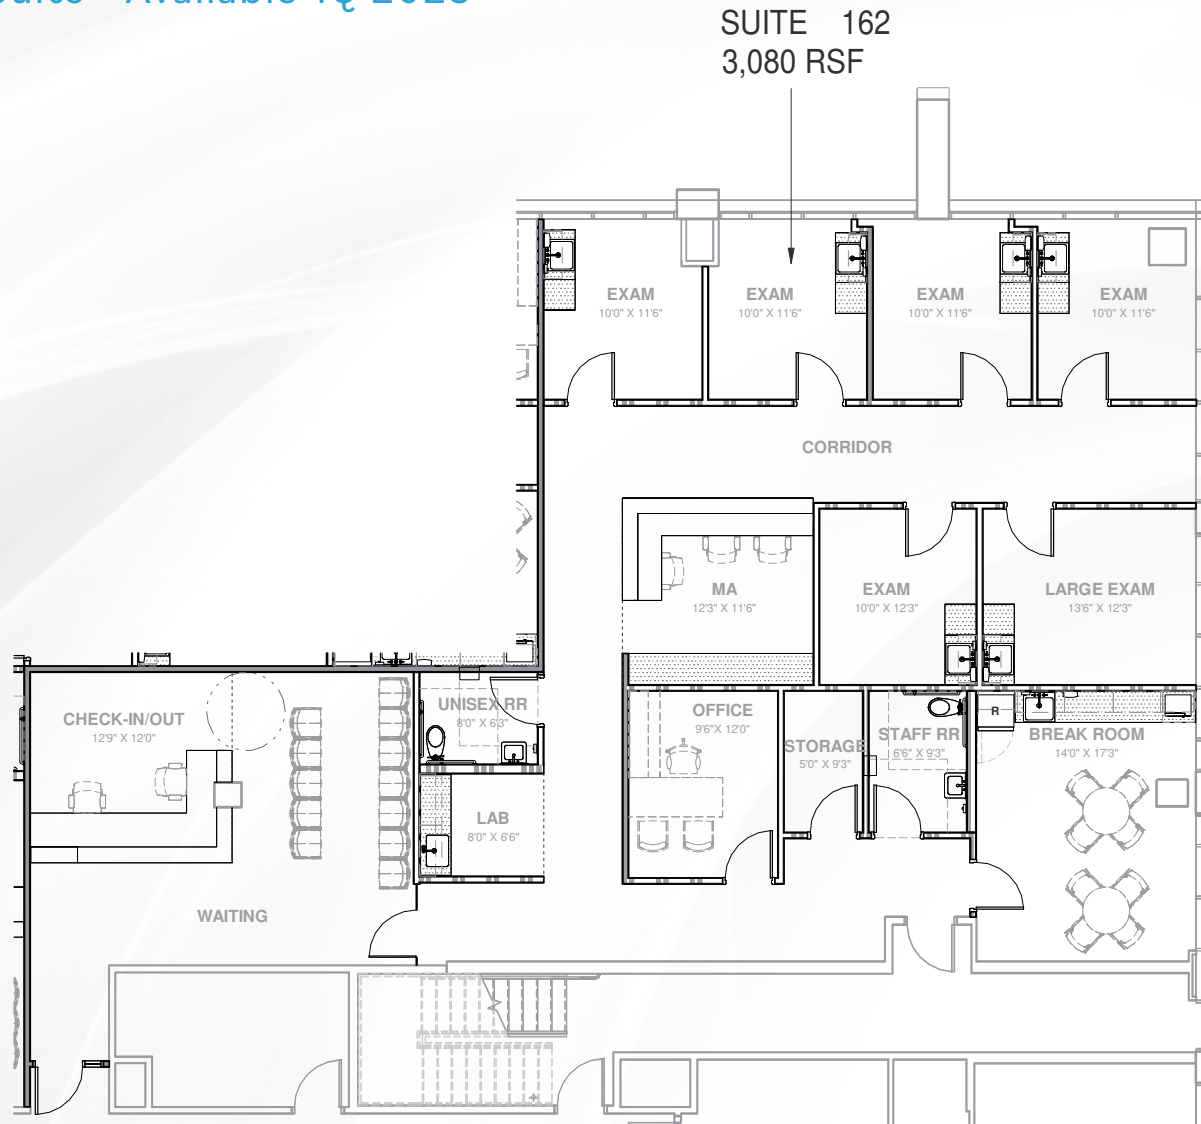 Available 1Q 2023
SUITE 162
3,080 RSF
EXAM
10'0" X 11'6"
EXAM
10'0" X 11'6"
EXAM
10'0" X 11'6"
EXAM
10'0" X 11'6"
CORRIDOR
MA
12'3" X 11'6"
EXAM
10'0" X 12'3"
LARGE EXAM
13'6" X 12'3"
CHECK-IN/OUT
12'9" X 12'0"
UNISEX RR
8'0" X 6'3"
OFFICE
9'6"X 12'0"
STORAGE
5'0" X 9'3"
STAFF RR
6'6" X 9'3"
R
BREAK ROOM
14'0" X 17'3"
LAB
8'0" X 6'6"
WAITING